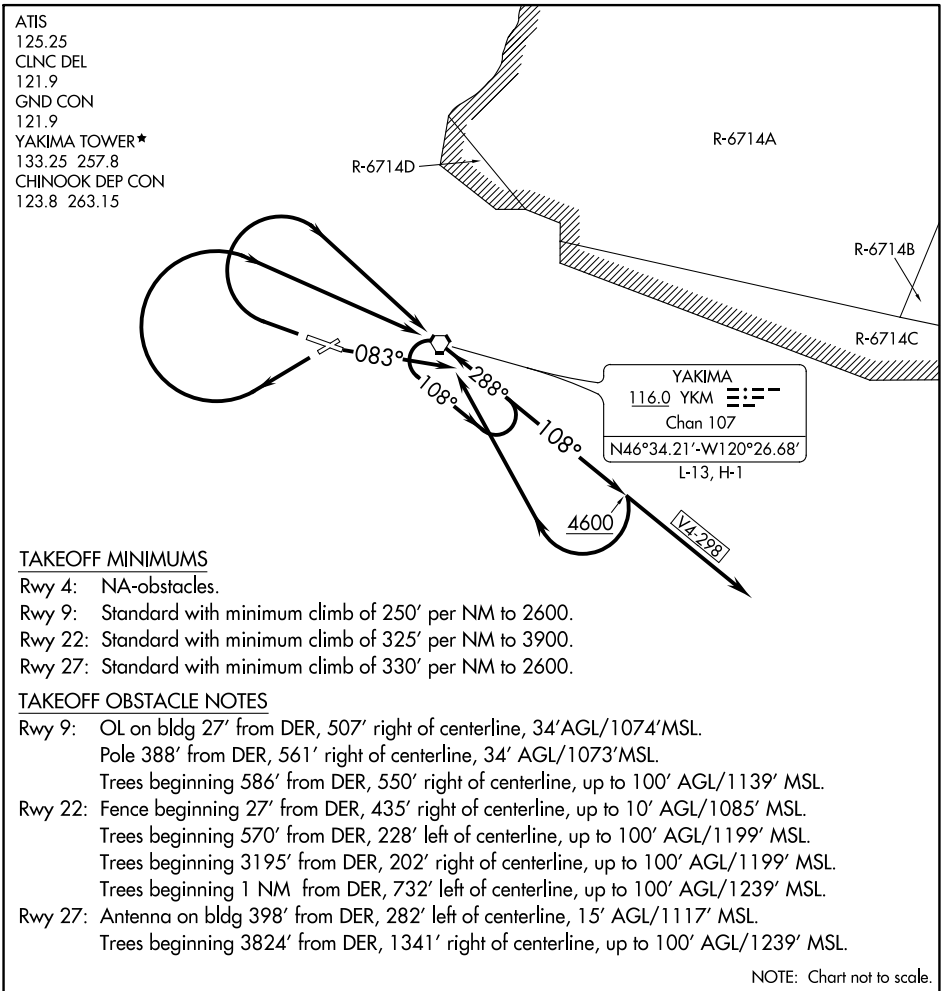 ATIS
125.25
CLNC DEL
121.9
GND CON
121.9
YAKIMA TOWER★
133.25 257.8
CHINOOK DEP CON
123.8 263.15
R-6714A
R-6714D
R-6714B
R-6714C
083°
288°
108°
108°
YAKIMA
116.0 YKM
Chan 107
N46°34.21'-W120°26.68'
L-13, H-1
4600
V4-298
TAKEOFF MINIMUMS
Rwy 4: NA-obstacles.
Rwy 9: Standard with minimum climb of 250' per NM to 2600.
Rwy 22: Standard with minimum climb of 325' per NM to 3900.
Rwy 27: Standard with minimum climb of 330' per NM to 2600.
TAKEOFF OBSTACLE NOTES
Rwy 9: OL on bldg 27' from DER, 507' right of centerline, 34'AGL/1074'MSL.
Pole 388' from DER, 561' right of centerline, 34' AGL/1073'MSL.
Trees beginning 586' from DER, 550' right of centerline, up to 100' AGL/1139' MSL.
Rwy 22: Fence beginning 27' from DER, 435' right of centerline, up to 10' AGL/1085' MSL.
Trees beginning 570' from DER, 228' left of centerline, up to 100' AGL/1199' MSL.
Trees beginning 3195' from DER, 202' right of centerline, up to 100' AGL/1199' MSL.
Trees beginning 1 NM from DER, 732' left of centerline, up to 100' AGL/1239' MSL.
Rwy 27: Antenna on bldg 398' from DER, 282' left of centerline, 15' AGL/1117' MSL.
Trees beginning 3824' from DER, 1341' right of centerline, up to 100' AGL/1239' MSL.
NOTE: Chart not to scale.